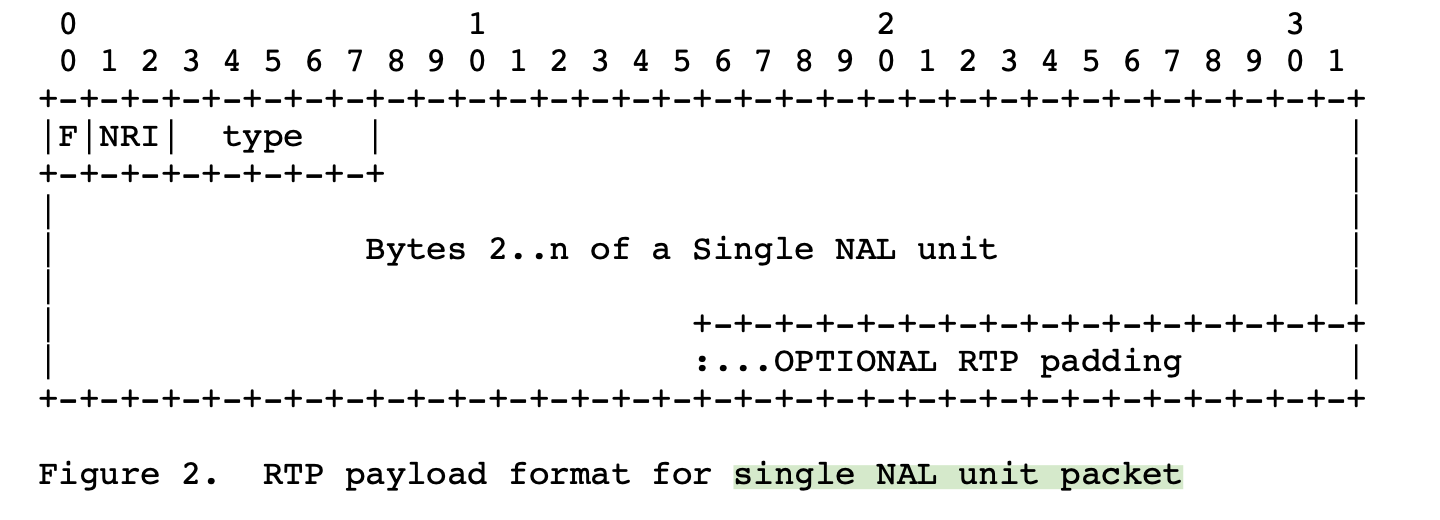 0                   1                   2                   3
 0 1 2 3 4 5 6 7 8 9 0 1 2 3 4 5 6 7 8 9 0 1 2 3 4 5 6 7 8 9 0 1
+-+-+-+-+-+-+-+-+-+-+-+-+-+-+-+-+-+-+-+-+-+-+-+-+-+-+-+-+-+-+-+-+
|F|NRI|  type   |                                               |
+-+-+-+-+-+-+-+-+                                               |
|                                                               |
|               Bytes 2..n of a Single NAL unit                 |
|                                                               |
|                               +-+-+-+-+-+-+-+-+-+-+-+-+-+-+-+-+
|                               :...OPTIONAL RTP padding        |
+-+-+-+-+-+-+-+-+-+-+-+-+-+-+-+-+-+-+-+-+-+-+-+-+-+-+-+-+-+-+-+-+
Figure 2.  RTP payload format for single NAL unit packet